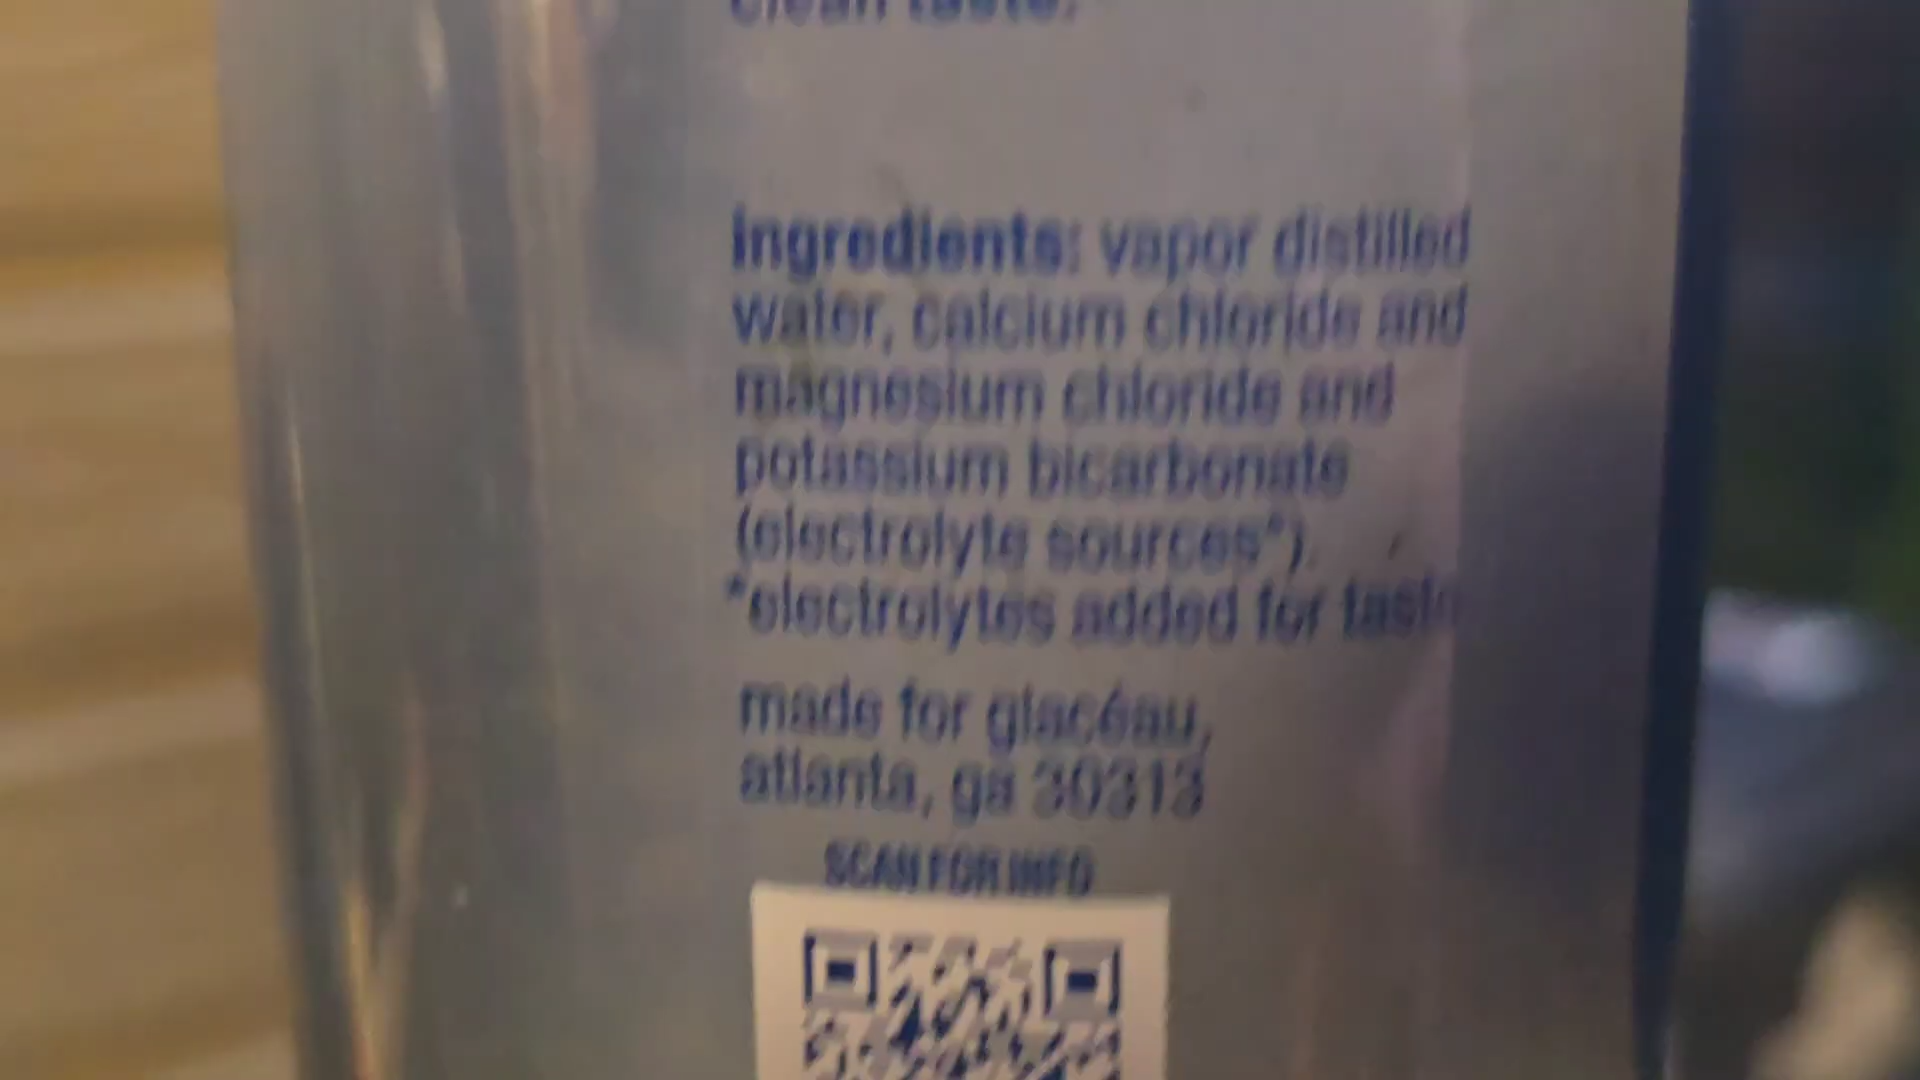 clean taste.
ingredients: vapor distilled
water, calcium chloride and
magnesium chloride and
potassium bicarbonate
(electrolyte sources*).
*electrolytes added for taste
made for glacéau,
atlanta, ga 30313
SCAN FOR INFO